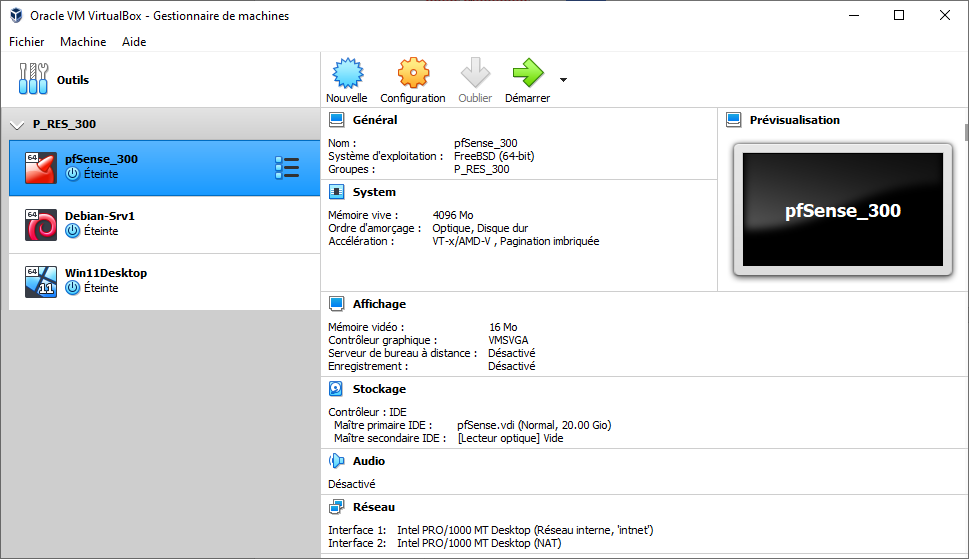 Oracle VM VirtualBox - Gestionnaire de machines
Fichier Machine Aide
Outils
Nouvelle Configuration Oublier Démarrer
P_RES_300
64 pfSense_300
Éteinte
64 Debian-Srv1
Éteinte
64 11 Win11Desktop
Éteinte
Général
Nom : pfSense_300
Système d'exploitation : FreeBSD (64-bit)
Groupes : P_RES_300
System
Mémoire vive : 4096 Mo
Ordre d'amorçage : Optique, Disque dur
Accélération : VT-x/AMD-V , Pagination imbriquée
Prévisualisation
pfSense_300
Affichage
Mémoire vidéo : 16 Mo
Contrôleur graphique : VMSVGA
Serveur de bureau à distance : Désactivé
Enregistrement : Désactivé
Stockage
Contrôleur : IDE
Maître primaire IDE : pfSense.vdi (Normal, 20.00 Gio)
Maître secondaire IDE : [Lecteur optique] Vide
Audio
Désactivé
Réseau
Interface 1: Intel PRO/1000 MT Desktop (Réseau interne, 'intnet')
Interface 2: Intel PRO/1000 MT Desktop (NAT)